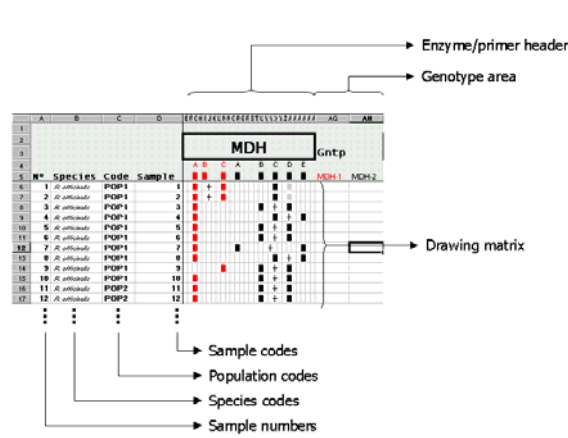 Enzyme/primer header
Genotype area
A B C D AG AH
1
2
MDH
3 Gntp
4 A B C A B C D E
5 Nº Species Code Sample MDH-1 MDH-2
6 1 R. officinalis POP1 1
7 2 R. officinalis POP1 2
8 3 R. officinalis POP1 3
9 4 R. officinalis POP1 4
10 5 R. officinalis POP1 5
11 6 R. officinalis POP1 6
12 7 R. officinalis POP1 7
Drawing matrix
13 8 R. officinalis POP1 8
14 9 R. officinalis POP1 9
15 10 R. officinalis POP1 10
16 11 R. officinalis POP2 11
17 12 R. officinalis POP2 12
Sample codes
Population codes
Species codes
Sample numbers